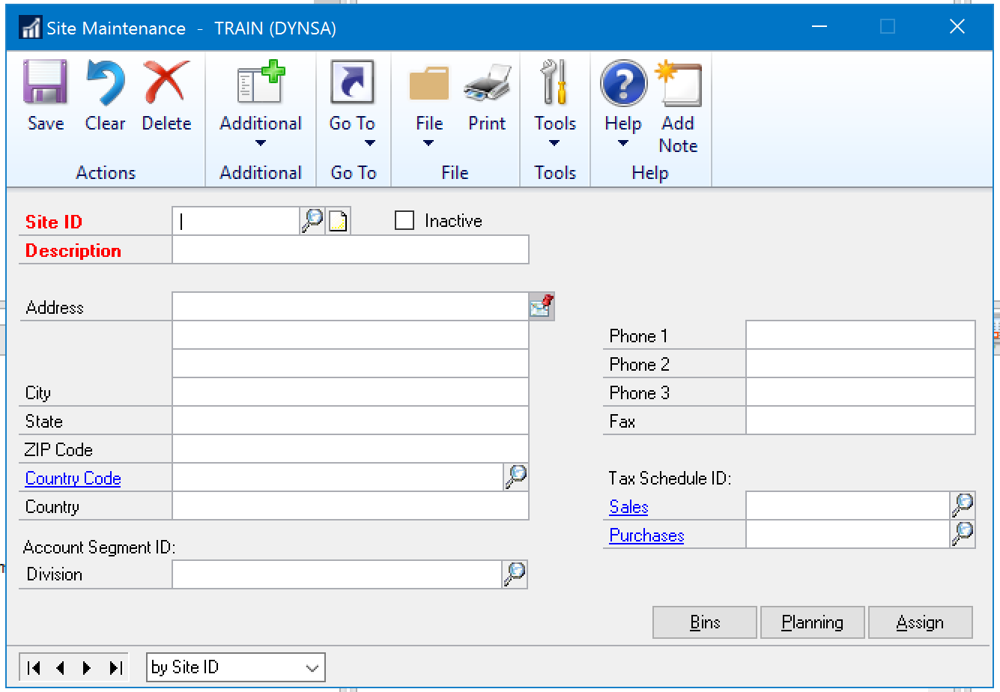 Site Maintenance - TRAIN (DYNSA)
Save Clear Delete Additional Go To File Print Tools Help Add Note
Actions Additional Go To File Tools Help
Site ID Inactive
Description
Address
Phone 1
Phone 2
City Phone 3
State Fax
ZIP Code
Country Code Tax Schedule ID:
Country Sales
Purchases
Account Segment ID:
Division
Bins Planning Assign
by Site ID